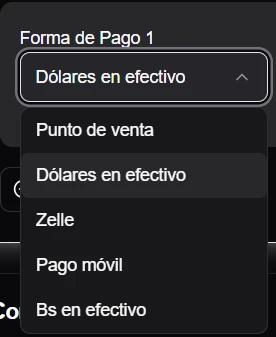 Forma de Pago 1
Dólares en efectivo
Punto de venta
Dólares en efectivo
Zelle
Pago móvil
Bs en efectivo